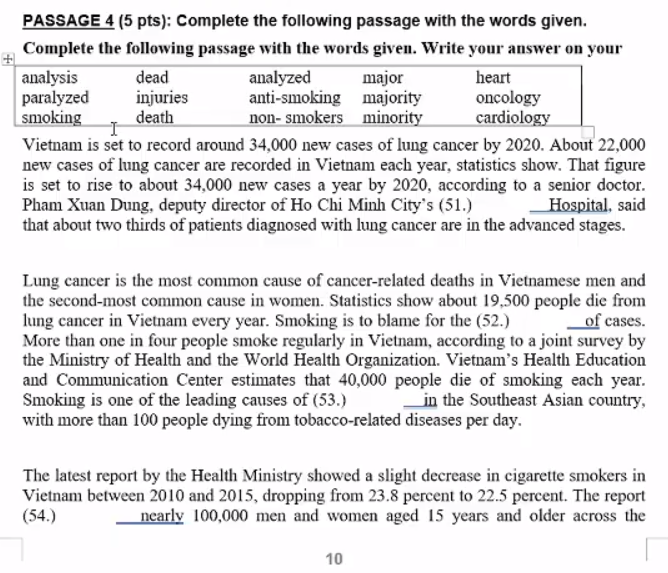 PASSAGE 4 (5 pts): Complete the following passage with the words given.
Complete the following passage with the words given. Write your answer on your
analysis dead analyzed major heart
paralyzed injuries anti-smoking majority oncology
smoking death non- smokers minority cardiology
Vietnam is set to record around 34,000 new cases of lung cancer by 2020. About 22,000
new cases of lung cancer are recorded in Vietnam each year, statistics show. That figure
is set to rise to about 34,000 new cases a year by 2020, according to a senior doctor.
Pham Xuan Dung, deputy director of Ho Chi Minh City's (51.) __Hospital, said
that about two thirds of patients diagnosed with lung cancer are in the advanced stages.
Lung cancer is the most common cause of cancer-related deaths in Vietnamese men and
the second-most common cause in women. Statistics show about 19,500 people die from
lung cancer in Vietnam every year. Smoking is to blame for the (52.) __of cases.
More than one in four people smoke regularly in Vietnam, according to a joint survey by
the Ministry of Health and the World Health Organization. Vietnam's Health Education
and Communication Center estimates that 40,000 people die of smoking each year.
Smoking is one of the leading causes of (53.) __in the Southeast Asian country,
with more than 100 people dying from tobacco-related diseases per day.
The latest report by the Health Ministry showed a slight decrease in cigarette smokers in
Vietnam between 2010 and 2015, dropping from 23.8 percent to 22.5 percent. The report
(54.) __nearly 100,000 men and women aged 15 years and older across the
10